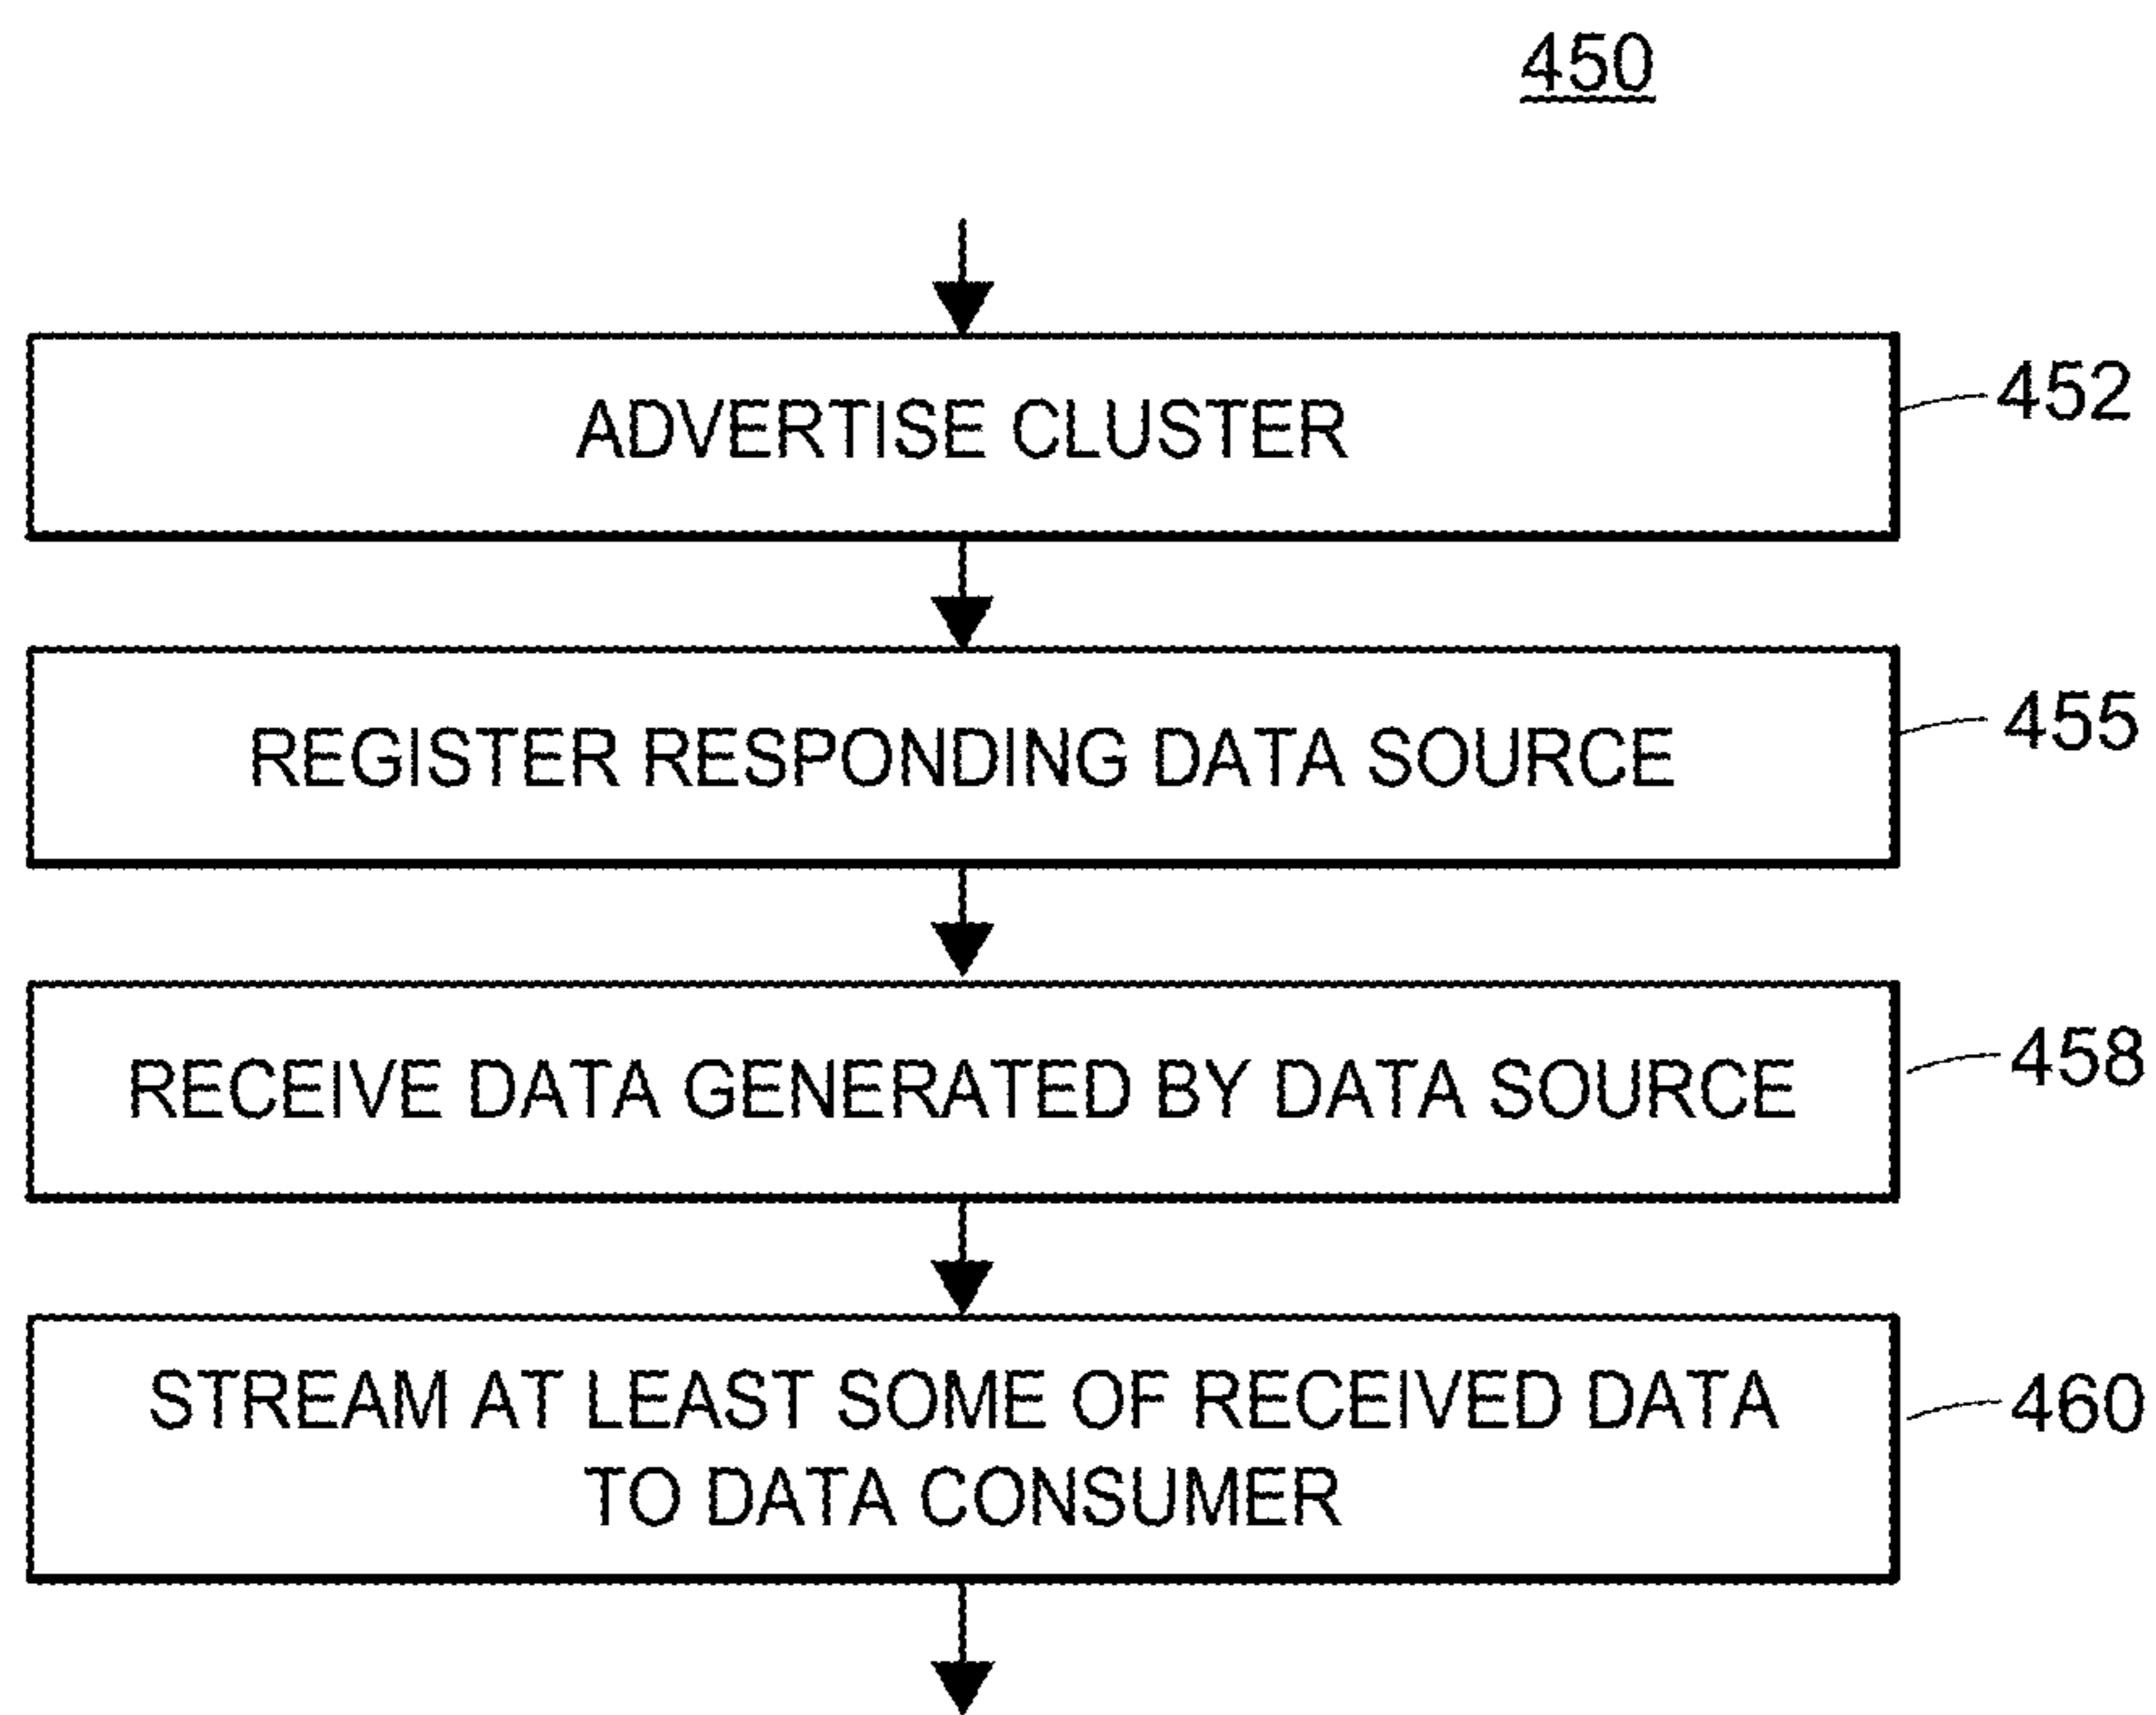 450
ADVERTISE CLUSTER
452
REGISTER RESPONDING DATA SOURCE
455
RECEIVE DATA GENERATED BY DATA SOURCE
458
STREAM AT LEAST SOME OF RECEIVED DATA
TO DATA CONSUMER
460